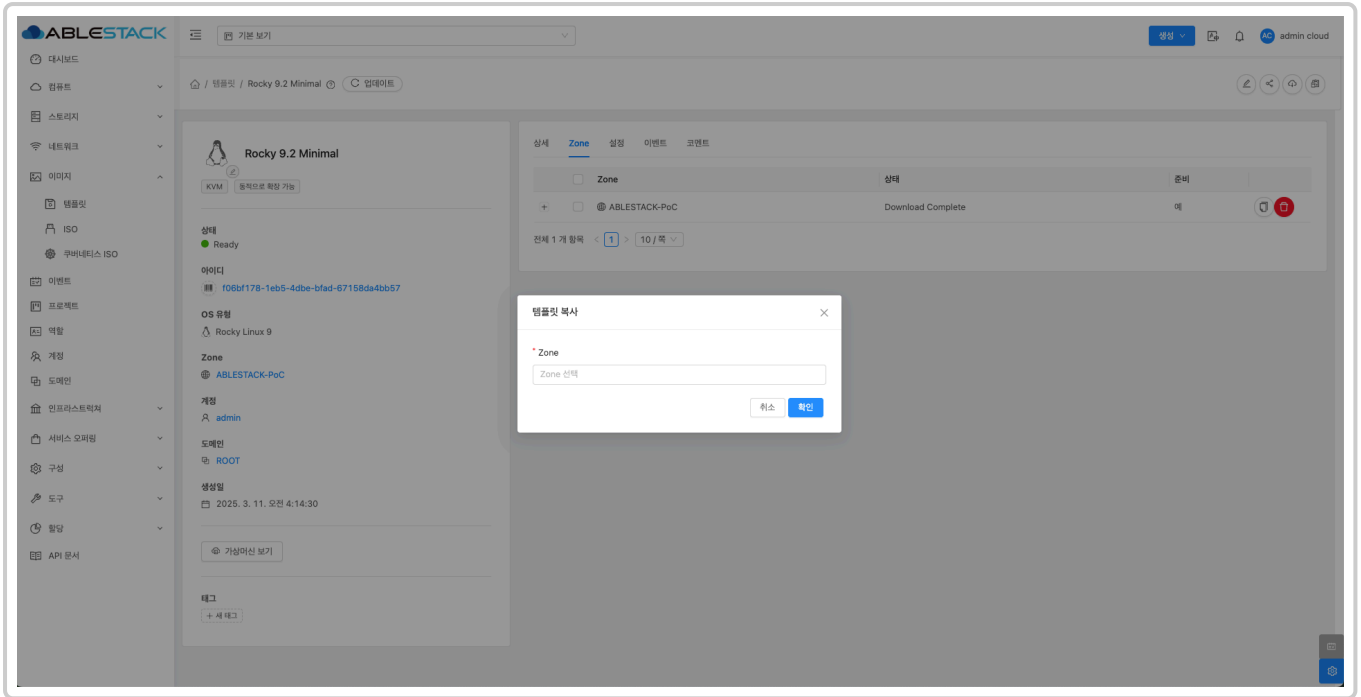 ABLESTACK
기본 보기
생성
AC
admin cloud
대시보드
컴퓨트
스토리지
네트워크
이미지
템플릿
ISO
쿠버네티스 ISO
이벤트
프로젝트
역할
계정
도메인
인프라스트럭쳐
서비스 오퍼링
구성
도구
할당
API 문서
/ 템플릿 / Rocky 9.2 Minimal
업데이트
Rocky 9.2 Minimal
KVM
동적으로 확장 가능
상태
Ready
아이디
f06bf178-1eb5-4dbe-bfad-67158da4bb57
OS 유형
Rocky Linux 9
Zone
ABLESTACK-PoC
계정
admin
도메인
ROOT
생성일
2025. 3. 11. 오전 4:14:30
가상머신 보기
태그
+ 새 태그
상세 Zone 설정 이벤트 코멘트
Zone 상태 준비
+ ABLESTACK-PoC Download Complete 예
전체 1 개 항목 < 1 > 10 / 쪽
템플릿 복사
* Zone
Zone 선택
취소 확인